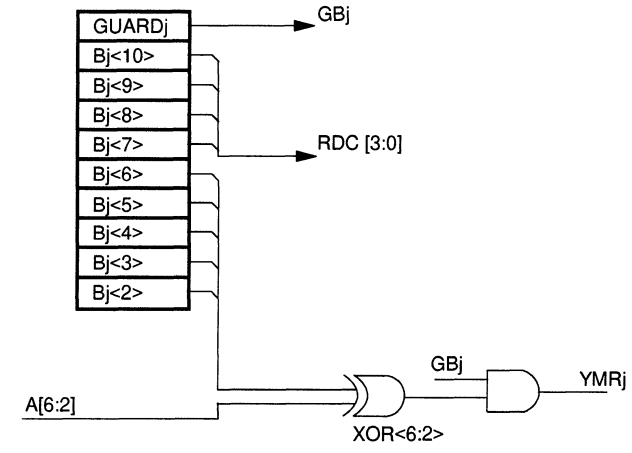 GUARDj
GBj
Bj<10>
Bj<9>
Bj<8>
Bj<7>
RDC [3:0]
Bj<6>
Bj<5>
Bj<4>
Bj<3>
Bj<2>
GBj
YMRj
A[6:2]
XOR<6:2>